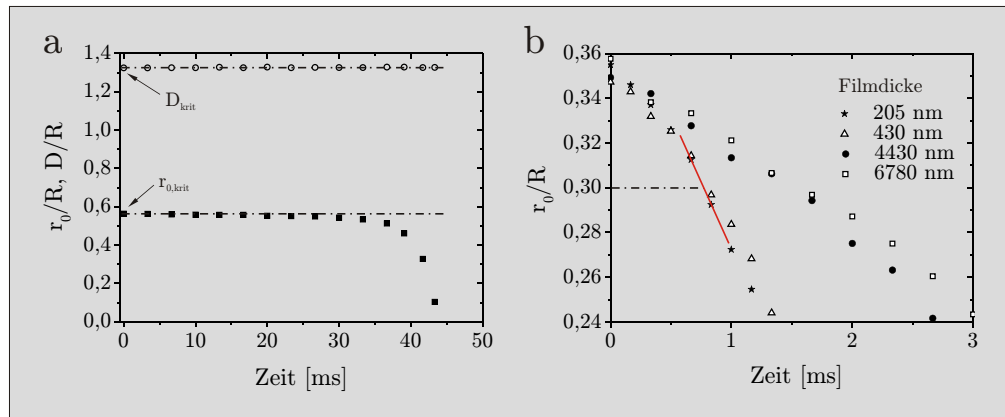 a
r₀/R, D/R
1,4
1,2
1,0
0,8
0,6
0,4
0,2
0,0
D krit
r 0,krit
0
10
20
30
40
50
Zeit [ms]
b
r₀/R
0,36
0,34
0,32
0,30
0,28
0,26
0,24
Filmdicke
205 nm
430 nm
4430 nm
6780 nm
0
1
2
3
Zeit [ms]